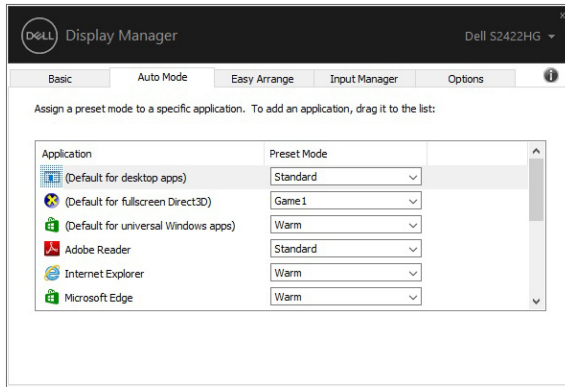 DELL Display Manager Dell S2422HG
Basic Auto Mode Easy Arrange Input Manager Options
Assign a preset mode to a specific application. To add an application, drag it to the list:
Application Preset Mode
(Default for desktop apps) Standard
(Default for fullscreen Direct3D) Game1
(Default for universal Windows apps) Warm
Adobe Reader Standard
Internet Explorer Warm
Microsoft Edge Warm